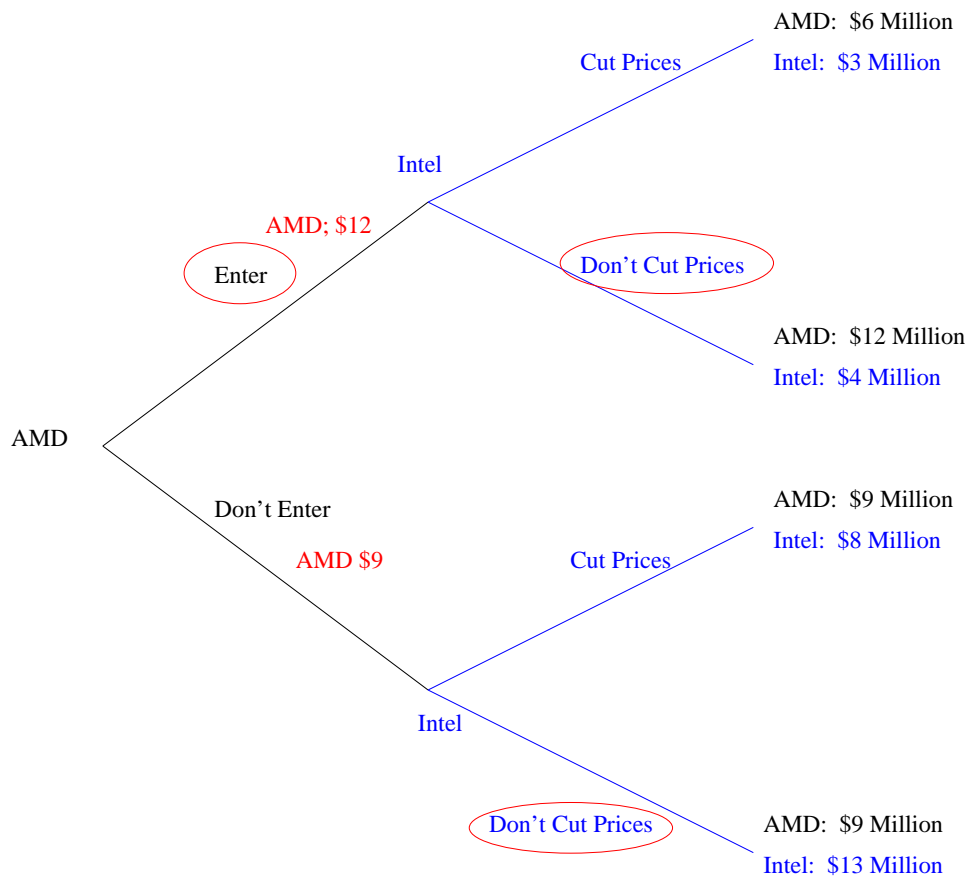 AMD: $6 Million
Cut Prices
Intel: $3 Million
Intel
AMD; $12
Enter
Don’t Cut Prices
AMD: $12 Million
Intel: $4 Million
AMD
Don’t Enter
AMD: $9 Million
Intel: $8 Million
AMD $9
Cut Prices
Intel
Don’t Cut Prices
AMD: $9 Million
Intel: $13 Million